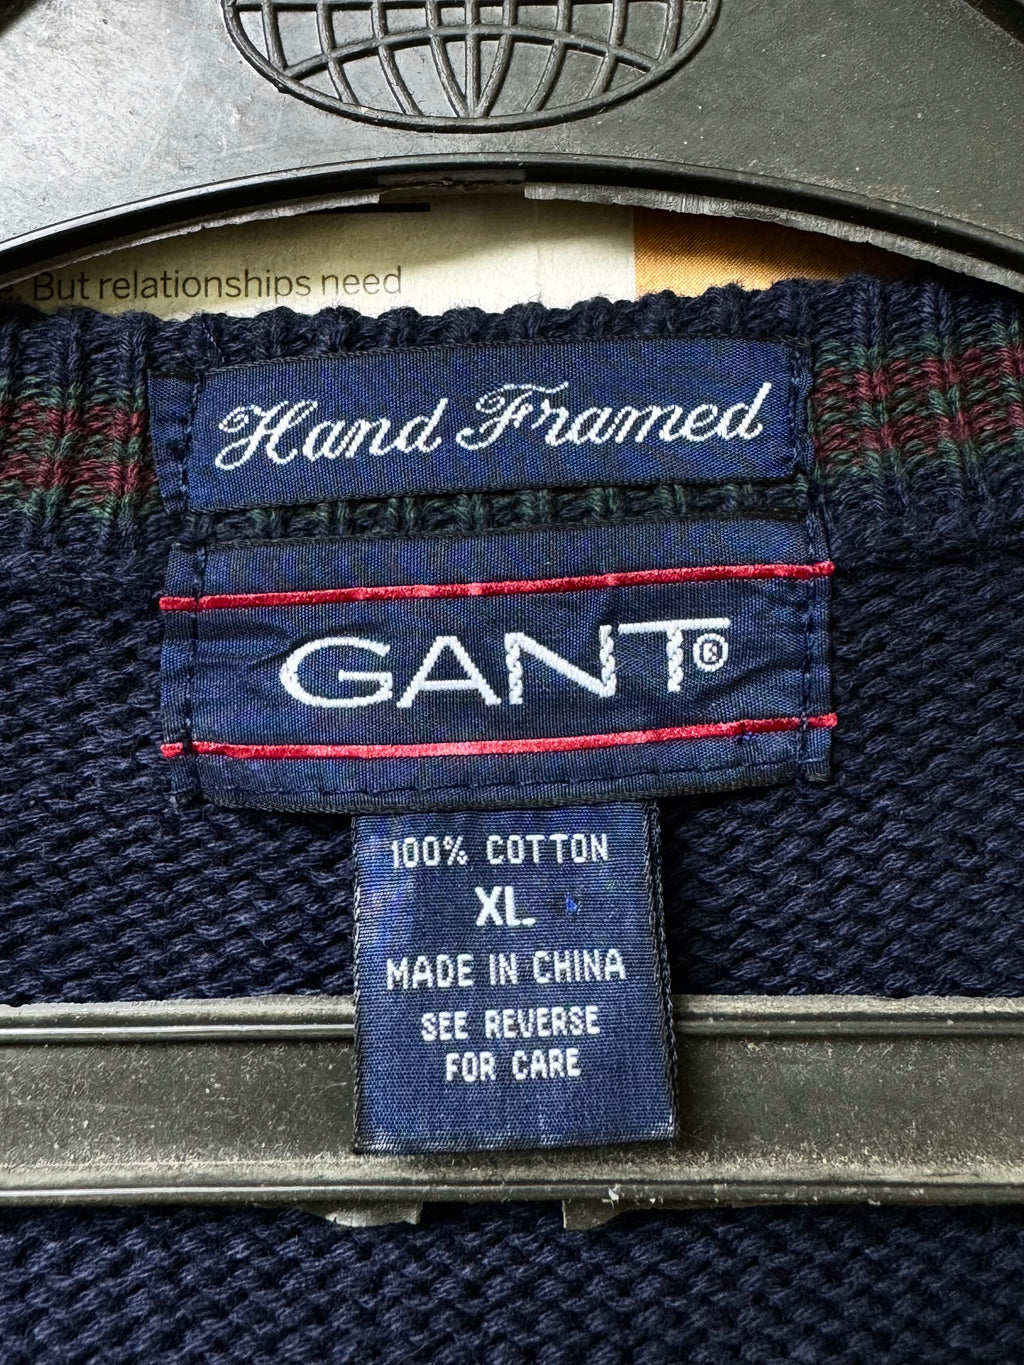 . But relationships need
Hand Framed
GANT®
100% COTTON
XL
MADE IN CHINA
SEE REVERSE
FOR CARE